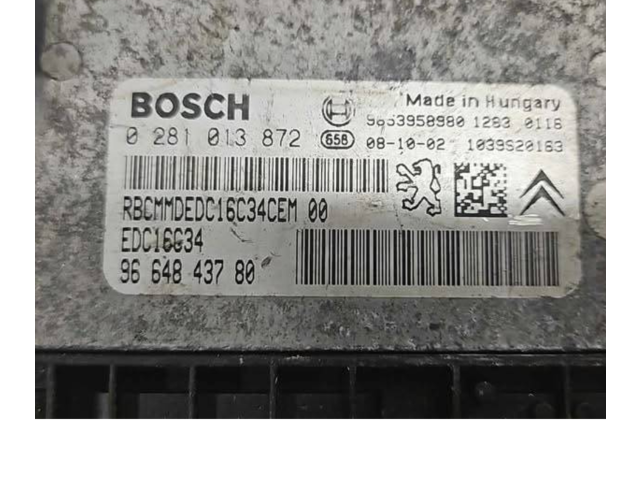 BOSCH
Made in Hungary
9653958980 1283 0116
0 281 013 872
658
08-10-02
1039S20163
RBCMMDEDC16C34CEM 00
EDC16C34
96 648 437 80